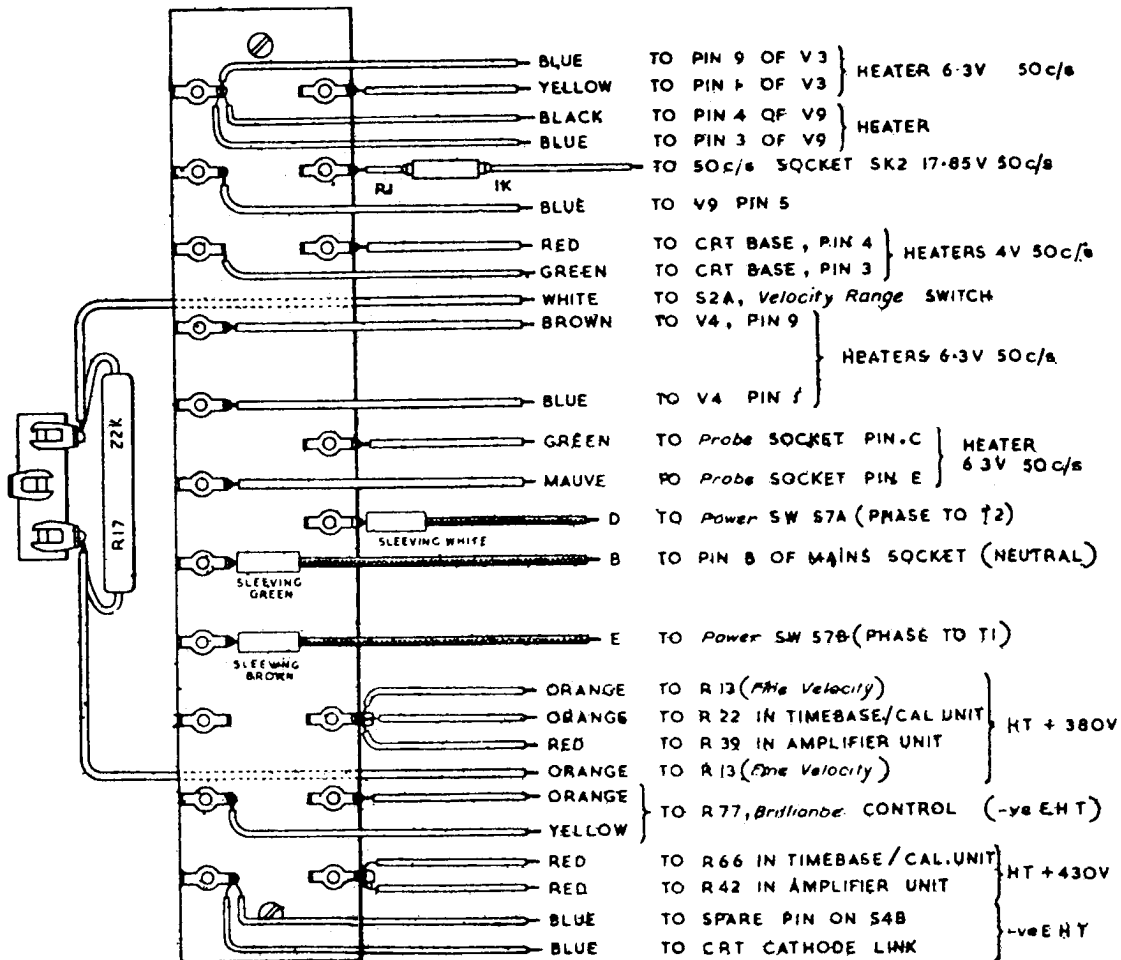 BLUE TO PIN 9 OF V3
YELLOW TO PIN OF V3
HEATER 6·3V 50c/s
BLACK TO PIN 4 OF V9
BLUE TO PIN 3 OF V9
HEATER
TO 50c/s SOCKET SK2 17·85V 50c/s
1K
BLUE TO V9 PIN 5
RED TO CRT BASE, PIN 4
GREEN TO CRT BASE, PIN 3
HEATERS 4V 50c/s
WHITE TO S2A, Velocity Range SWITCH
BROWN TO V4, PIN 9
HEATERS 6·3V 50c/s
BLUE TO V4 PIN
22K
R17
GREEN TO Probe SOCKET PIN.C
MAUVE TO Probe SOCKET PIN E
HEATER
6·3V 50c/s
D TO Power SW S7A (PHASE TO T2)
SLEEVING WHITE
B TO PIN B OF MAINS SOCKET (NEUTRAL)
SLEEVING
GREEN
E TO Power SW S7B (PHASE TO T1)
SLEEVING
BROWN
ORANGE TO R13 (Fine Velocity)
ORANGE TO R22 IN TIMEBASE/CAL UNIT
RED TO R39 IN AMPLIFIER UNIT
ORANGE TO R13 (Fine Velocity)
HT + 380V
ORANGE
YELLOW
TO R77, Brilliance CONTROL (-ve EHT)
RED TO R66 IN TIMEBASE/CAL.UNIT
RED TO R42 IN AMPLIFIER UNIT
HT +430V
BLUE TO SPARE PIN ON S4B
BLUE TO CRT CATHODE LINK
-ve EHT